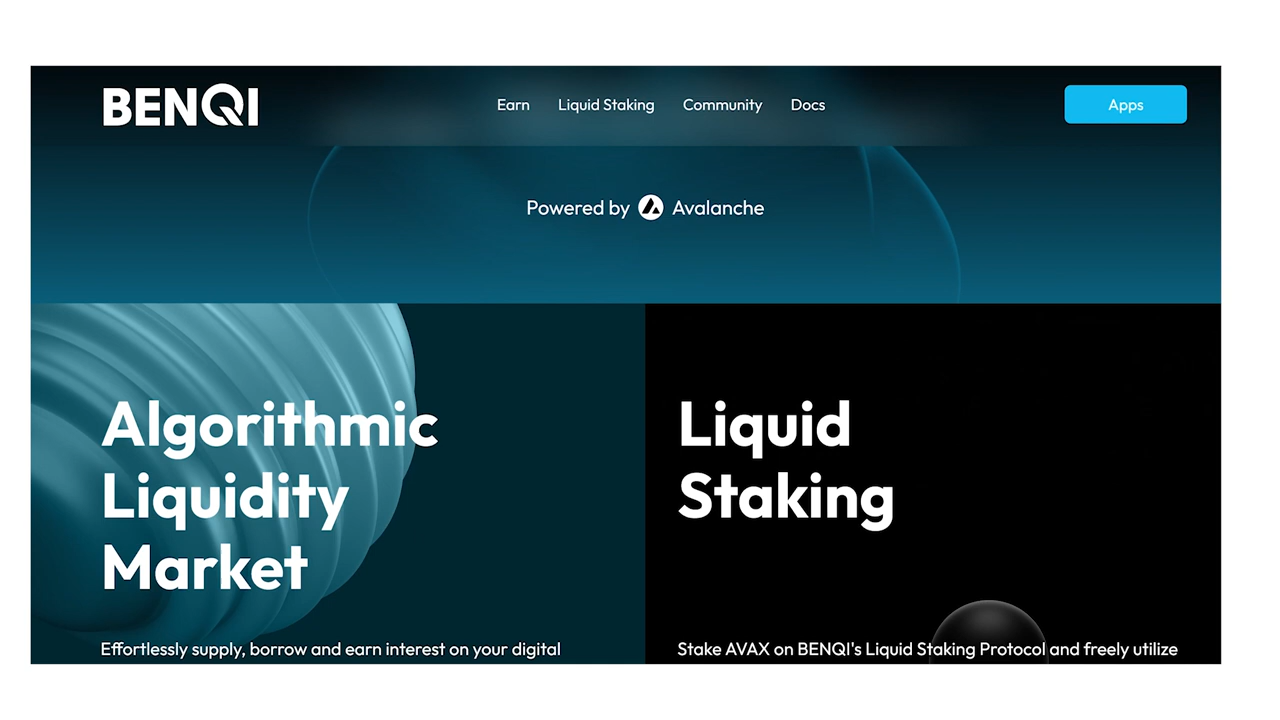 BENQI
Earn Liquid Staking Community Docs
Apps
Powered by Avalanche
Algorithmic
Liquidity
Market
Effortlessly supply, borrow and earn interest on your digital
Liquid
Staking
Stake AVAX on BENQI's Liquid Staking Protocol and freely utilize